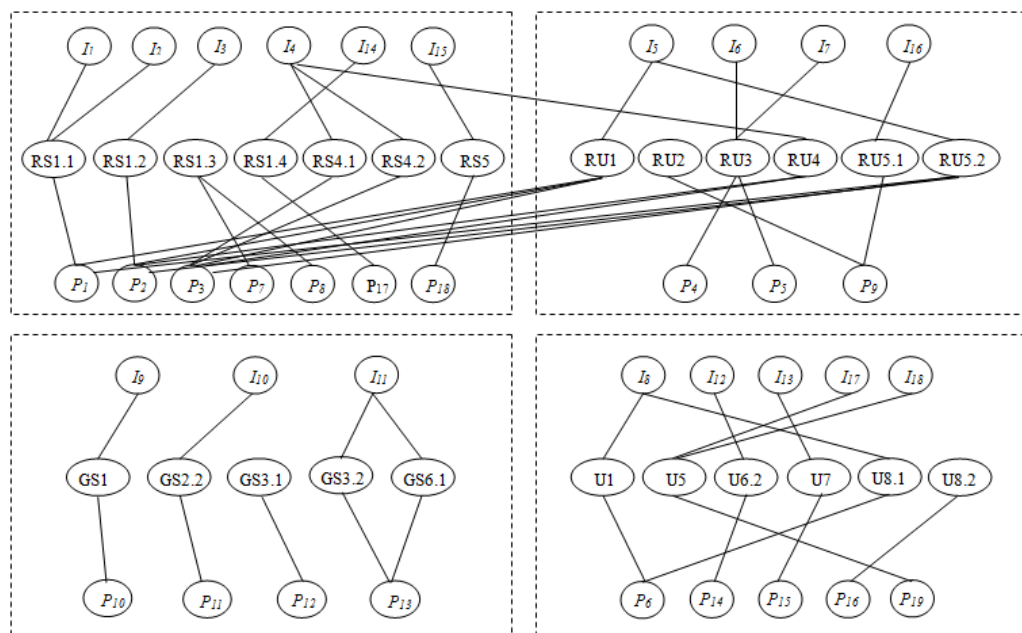 I1 I2 I3 I4 I14 I15 I5 I6 I7 I16
RS1.1 RS1.2 RS1.3 RS1.4 RS4.1 RS4.2 RS5 RU1 RU2 RU3 RU4 RU5.1 RU5.2
P1 P2 P3 P7 P8 P17 P18 P4 P5 P9
I9 I10 I11 I8 I12 I13 I17 I18
GS1 GS2.2 GS3.1 GS3.2 GS6.1 U1 U5 U6.2 U7 U8.1 U8.2
P10 P11 P12 P13 P6 P14 P15 P16 P19